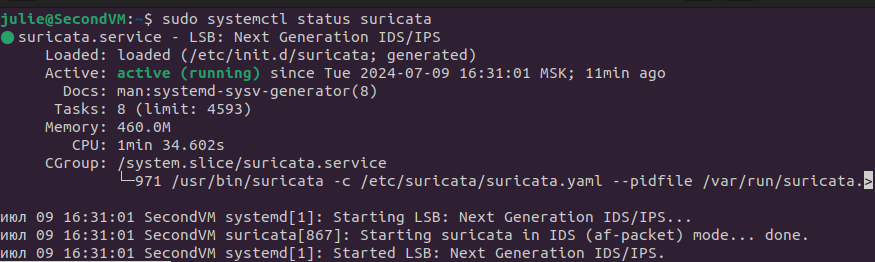 julie@SecondVM:~$ sudo systemctl status suricata
● suricata.service - LSB: Next Generation IDS/IPS
     Loaded: loaded (/etc/init.d/suricata; generated)
     Active: active (running) since Tue 2024-07-09 16:31:01 MSK; 11min ago
       Docs: man:systemd-sysv-generator(8)
      Tasks: 8 (limit: 4593)
     Memory: 460.0M
        CPU: 1min 34.602s
     CGroup: /system.slice/suricata.service
             └─971 /usr/bin/suricata -c /etc/suricata/suricata.yaml --pidfile /var/run/suricata.>
июл 09 16:31:01 SecondVM systemd[1]: Starting LSB: Next Generation IDS/IPS...
июл 09 16:31:01 SecondVM suricata[867]: Starting suricata in IDS (af-packet) mode... done.
июл 09 16:31:01 SecondVM systemd[1]: Started LSB: Next Generation IDS/IPS.